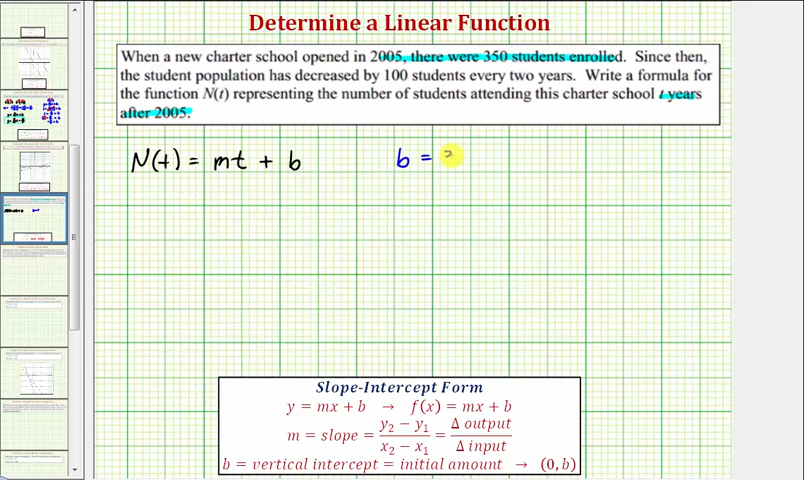 Determine a Linear Function
When a new charter school opened in 2005, there were 350 students enrolled. Since then,
the student population has decreased by 100 students every two years. Write a formula for
the function N(t) representing the number of students attending this charter school t years
after 2005.
N(t) = mt + b
b =
Slope-Intercept Form
y = mx + b → f(x) = mx + b
m = slope = (y₂ − y₁)/(x₂ − x₁) = (Δ output)/(Δ input)
b = vertical intercept = initial amount → (0, b)